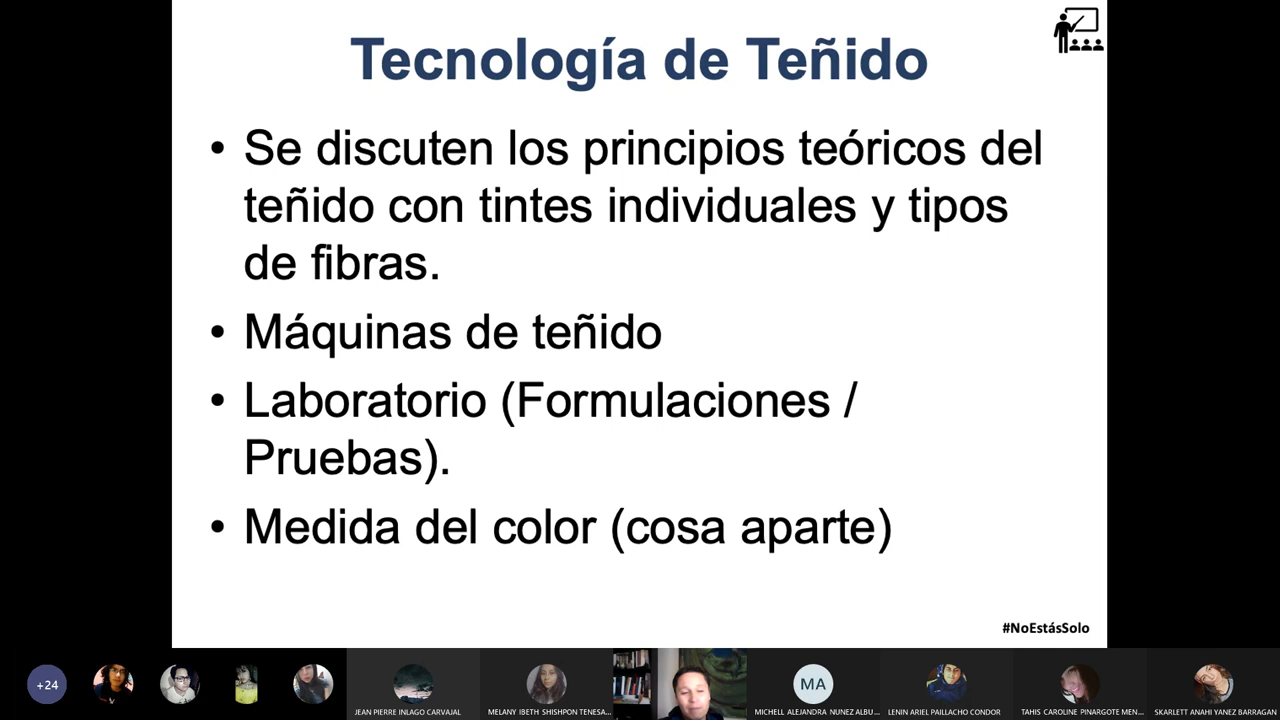 Tecnología de Teñido
• Se discuten los principios teóricos del
teñido con tintes individuales y tipos
de fibras.
• Máquinas de teñido
• Laboratorio (Formulaciones /
Pruebas).
• Medida del color (cosa aparte)
#NoEstásSolo
+24
JEAN PIERRE INLAGO CARVAJAL
MELANY IBETH SHISHPON TENESA...
MA
MICHELL ALEJANDRA NUNEZ ALBU...
LENIN ARIEL PAILLACHO CONDOR
TAHIS CAROLINE PINARGOTE MEN...
SKARLETT ANAHI YANEZ BARRAGAN